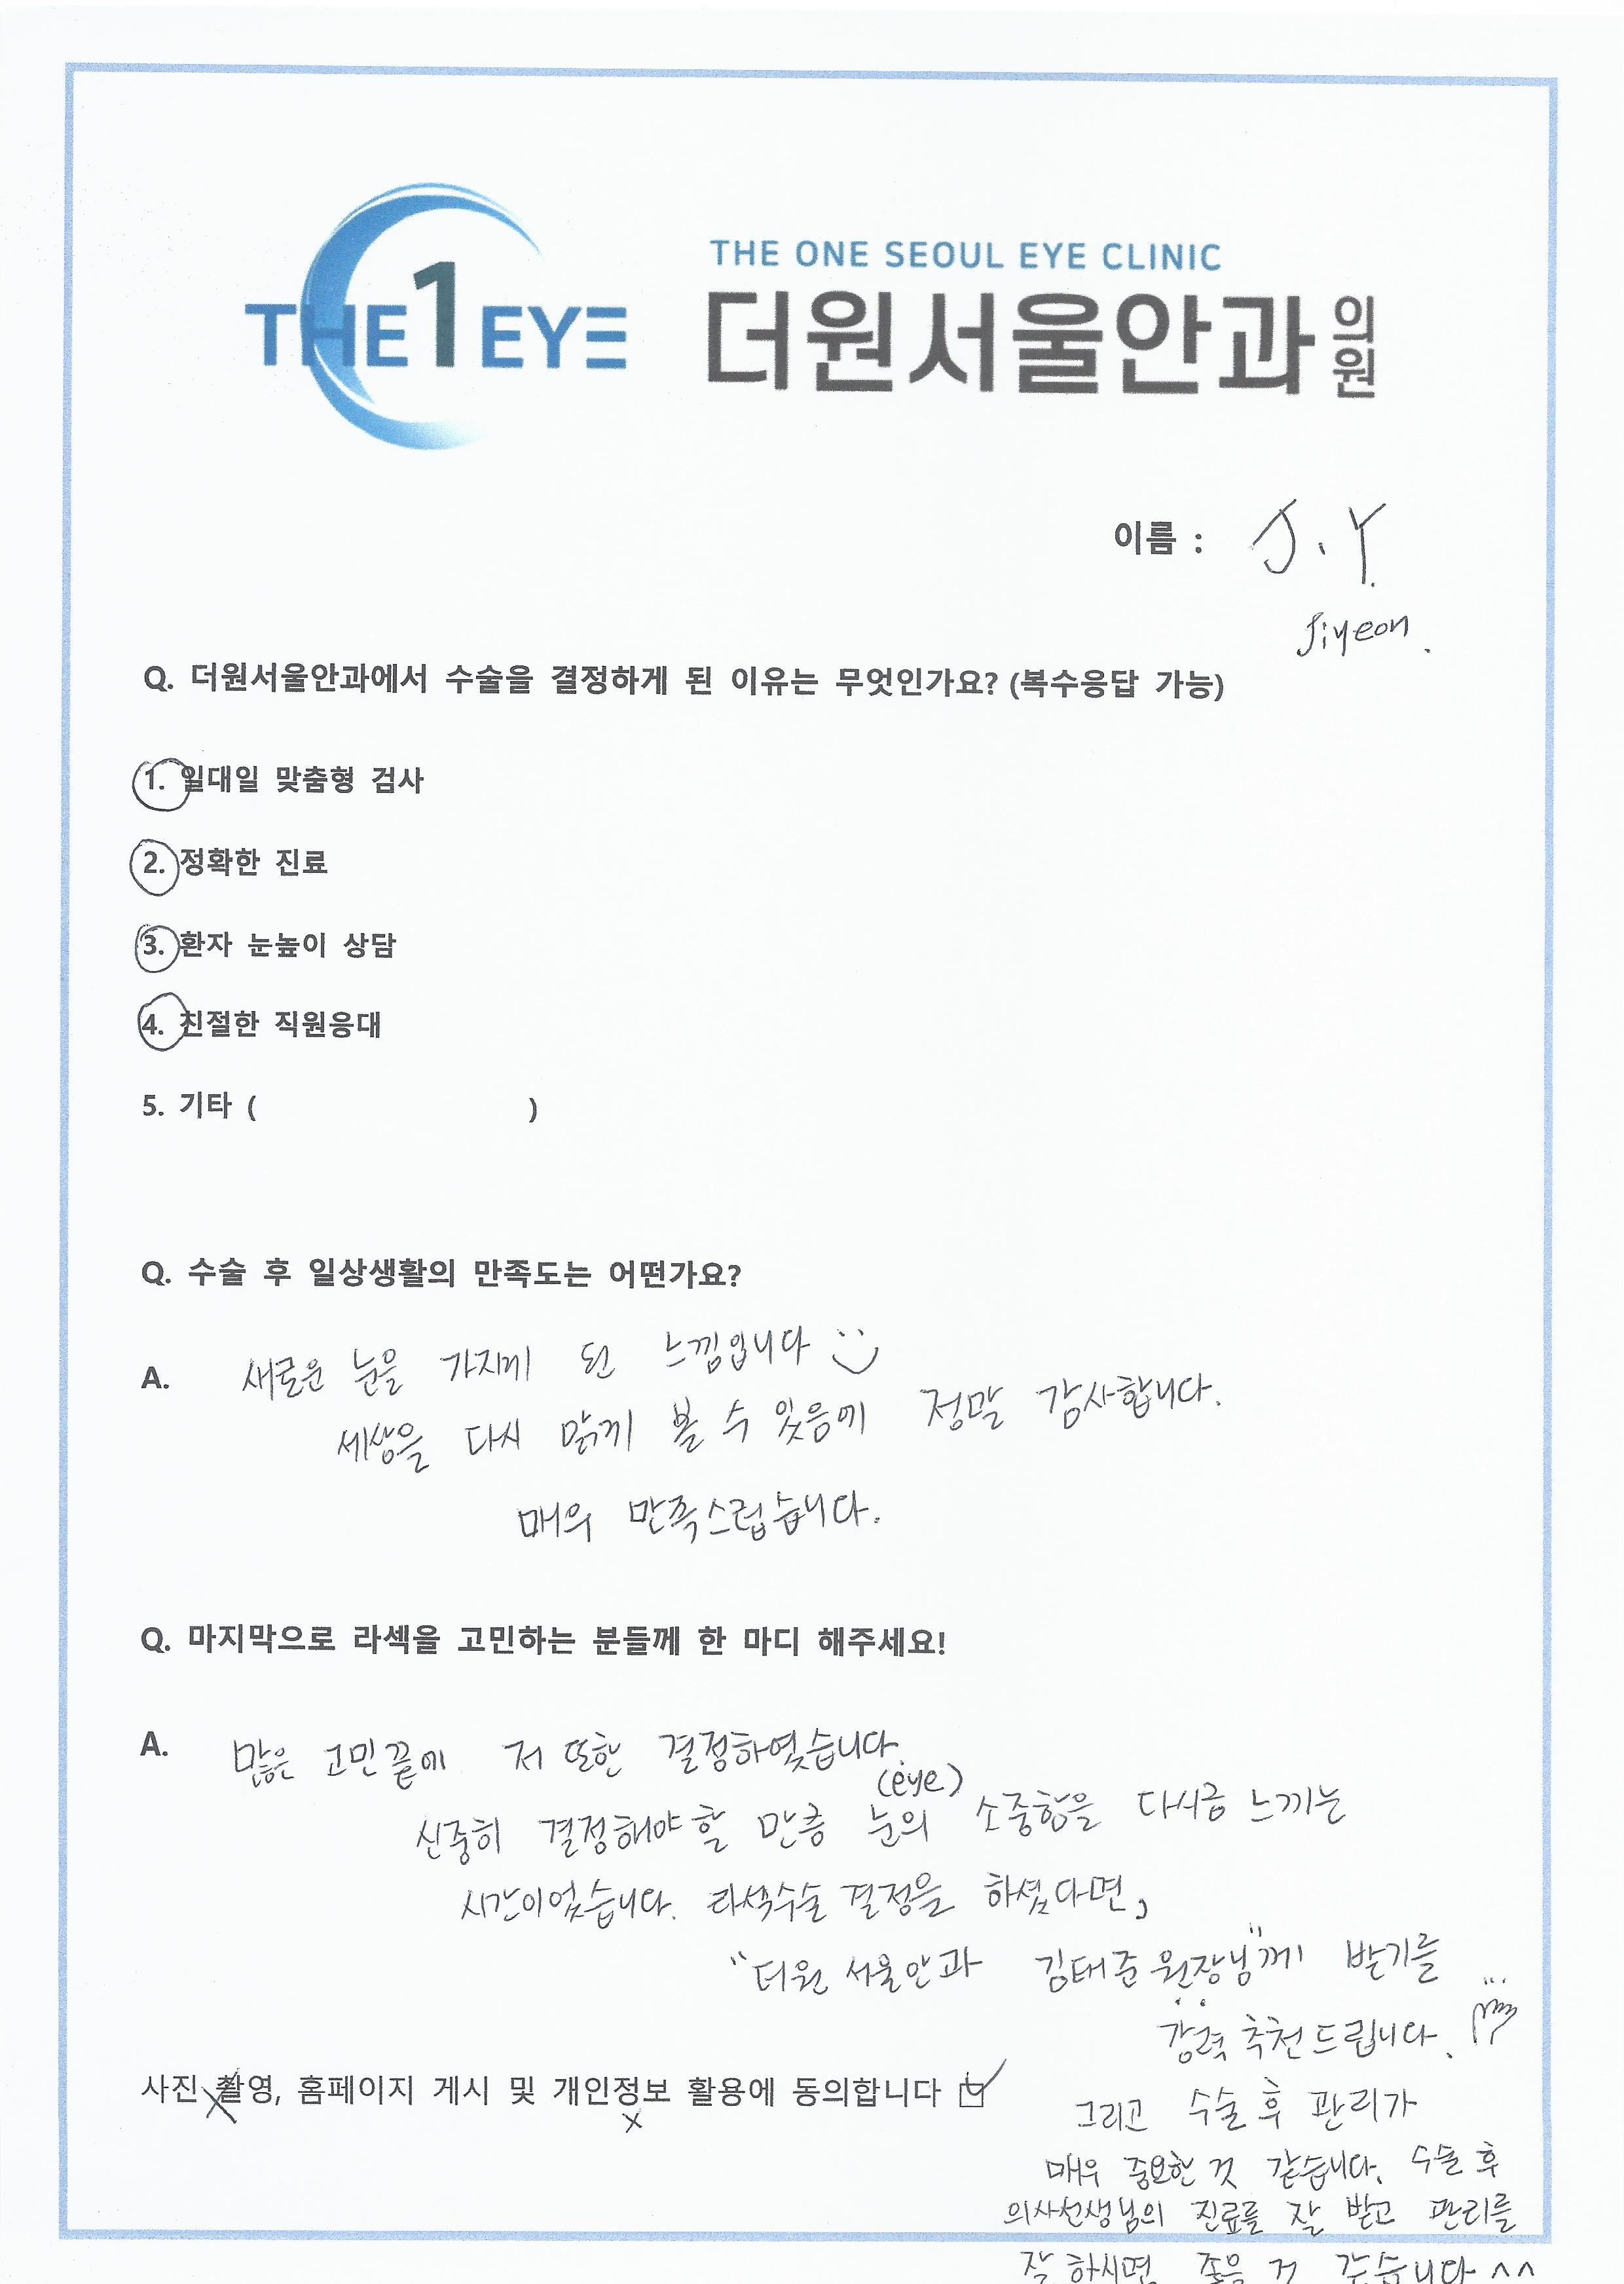 THE 1 EYE
THE ONE SEOUL EYE CLINIC
더원서울안과의원
이름 : J.Y.
Jiyeon.
Q. 더원서울안과에서 수술을 결정하게 된 이유는 무엇인가요? (복수응답 가능)
1. 일대일 맞춤형 검사
2. 정확한 진료
3. 환자 눈높이 상담
4. 친절한 직원응대
5. 기타 ( )
Q. 수술 후 일상생활의 만족도는 어떤가요?
A. 새로운 눈을 가지게 된 느낌입니다
세상을 다시 맑게 볼 수 있음에 정말 감사합니다.
매우 만족스럽습니다.
Q. 마지막으로 라섹을 고민하는 분들께 한 마디 해주세요!
A. 많은 고민끝에 저 또한 결정하였습니다.
(eye)
신중히 결정해야 할 만큼 눈의 소중함을 다시금 느끼는
시간이었습니다. 라섹수술 결정을 하셨다면,
"더원 서울안과 김태준 원장님"께 받기를
강력 추천드립니다.
사진 촬영, 홈페이지 게시 및 개인정보 활용에 동의합니다
그리고 수술 후 관리가
매우 중요한 것 같습니다. 수술 후
의사선생님의 진료를 잘 받고 관리를
잘 하시면 좋을 것 같습니다 ^^